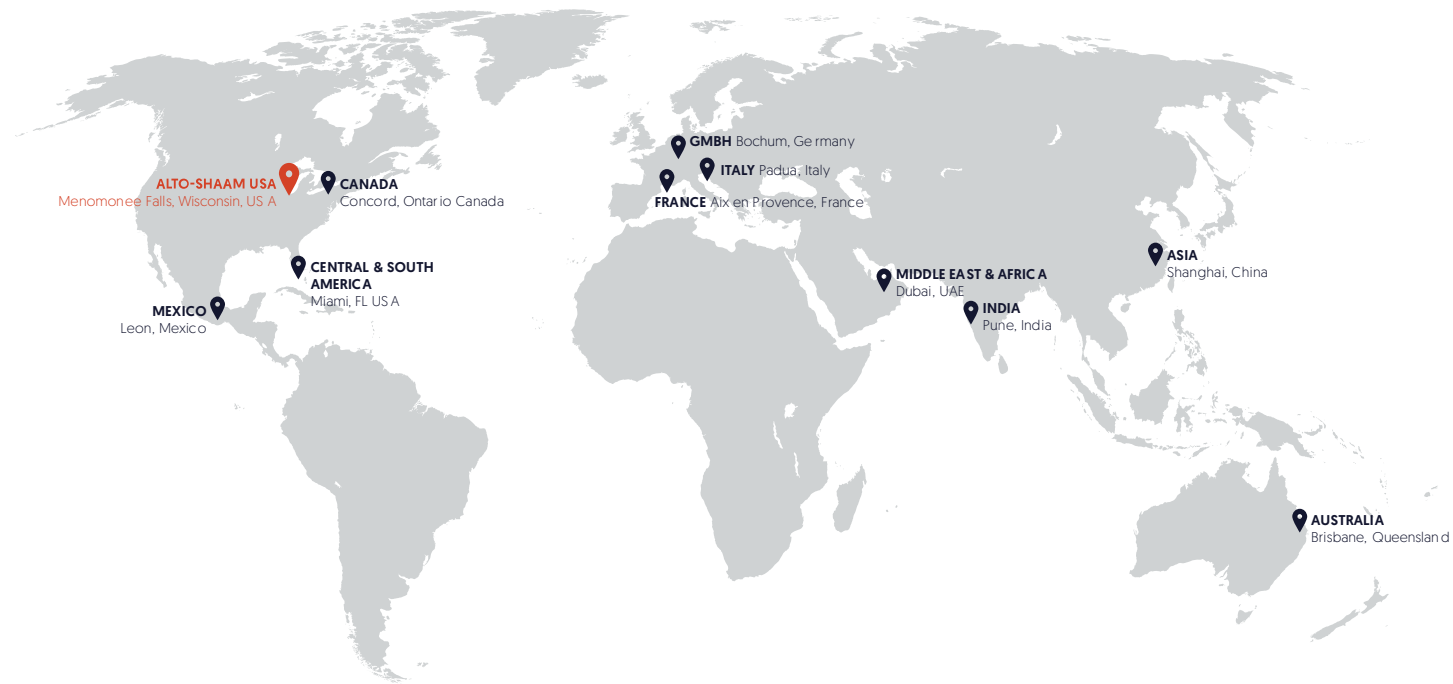 GMBH Bochum, Germany
ITALY Padua, Italy
FRANCE Aix en Provence, France
ALTO-SHAAM USA
Menomonee Falls, Wisconsin, USA
CANADA
Concord, Ontario Canada
CENTRAL & SOUTH
AMERICA
Miami, FL USA
MEXICO
Leon, Mexico
MIDDLE EAST & AFRICA
Dubai, UAE
INDIA
Pune, India
ASIA
Shanghai, China
AUSTRALIA
Brisbane, Queensland